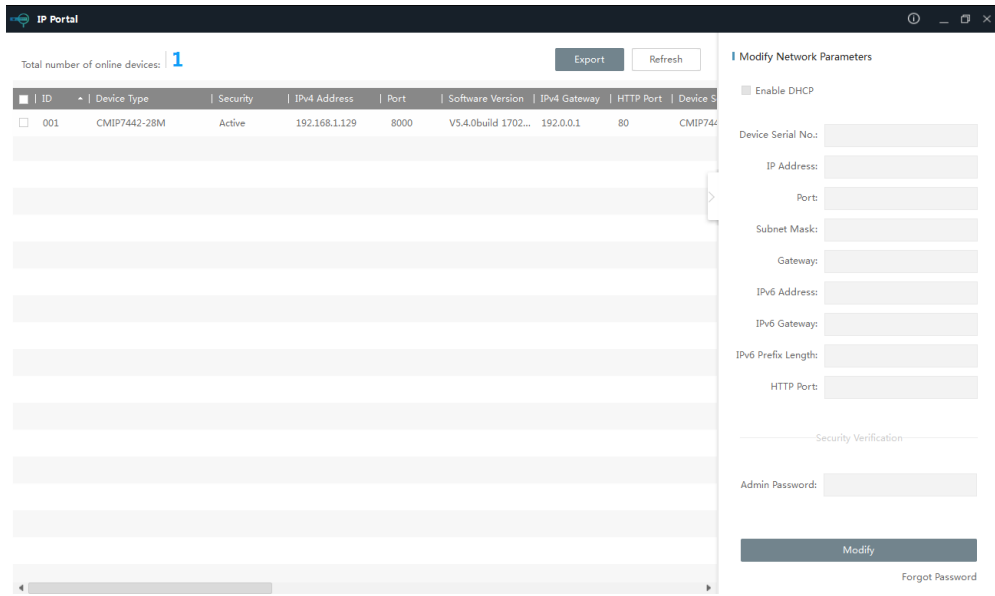 IP Portal
Total number of online devices: 1
Export
Refresh
ID | Device Type | Security | IPv4 Address | Port | Software Version | IPv4 Gateway | HTTP Port | Device S
001 CMIP7442-28M Active 192.168.1.129 8000 V5.4.0build 1702... 192.0.0.1 80 CMIP744
Modify Network Parameters
Enable DHCP
Device Serial No.:
IP Address:
Port:
Subnet Mask:
Gateway:
IPv6 Address:
IPv6 Gateway:
IPv6 Prefix Length:
HTTP Port:
Security Verification
Admin Password:
Modify
Forgot Password